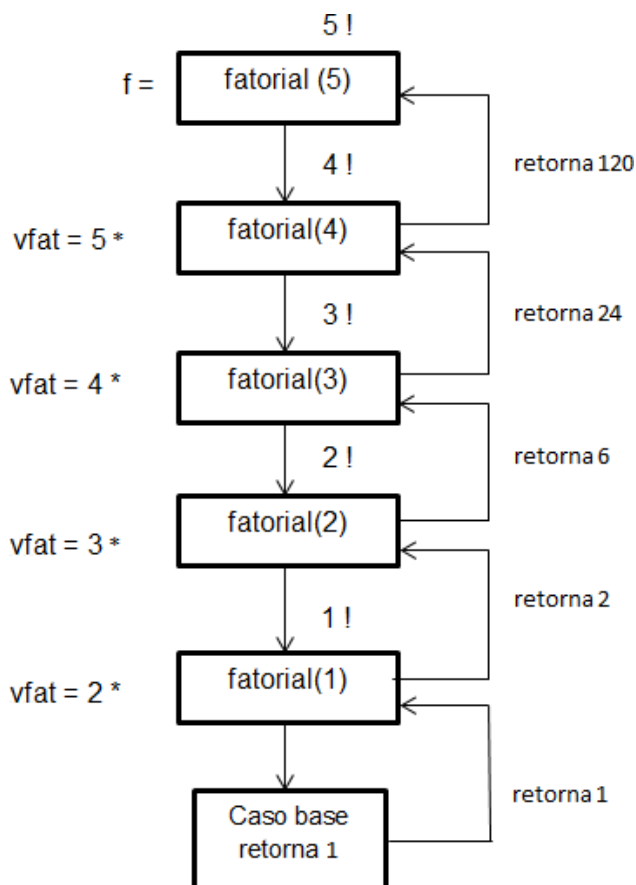 5 !
f =
fatorial (5)
4 !
retorna 120
vfat = 5 *
fatorial(4)
3 !
retorna 24
vfat = 4 *
fatorial(3)
2 !
retorna 6
vfat = 3 *
fatorial(2)
1 !
retorna 2
vfat = 2 *
fatorial(1)
retorna 1
Caso base
retorna 1